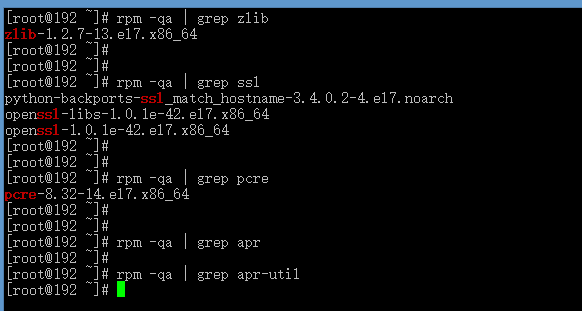 [root@192 ~]# rpm -qa | grep zlib
zlib-1.2.7-13.el7.x86_64
[root@192 ~]#
[root@192 ~]#
[root@192 ~]# rpm -qa | grep ssl
python-backports-ssl_match_hostname-3.4.0.2-4.el7.noarch
openssl-libs-1.0.1e-42.el7.x86_64
openssl-1.0.1e-42.el7.x86_64
[root@192 ~]#
[root@192 ~]#
[root@192 ~]# rpm -qa | grep pcre
pcre-8.32-14.el7.x86_64
[root@192 ~]#
[root@192 ~]#
[root@192 ~]# rpm -qa | grep apr
[root@192 ~]#
[root@192 ~]# rpm -qa | grep apr-util
[root@192 ~]#